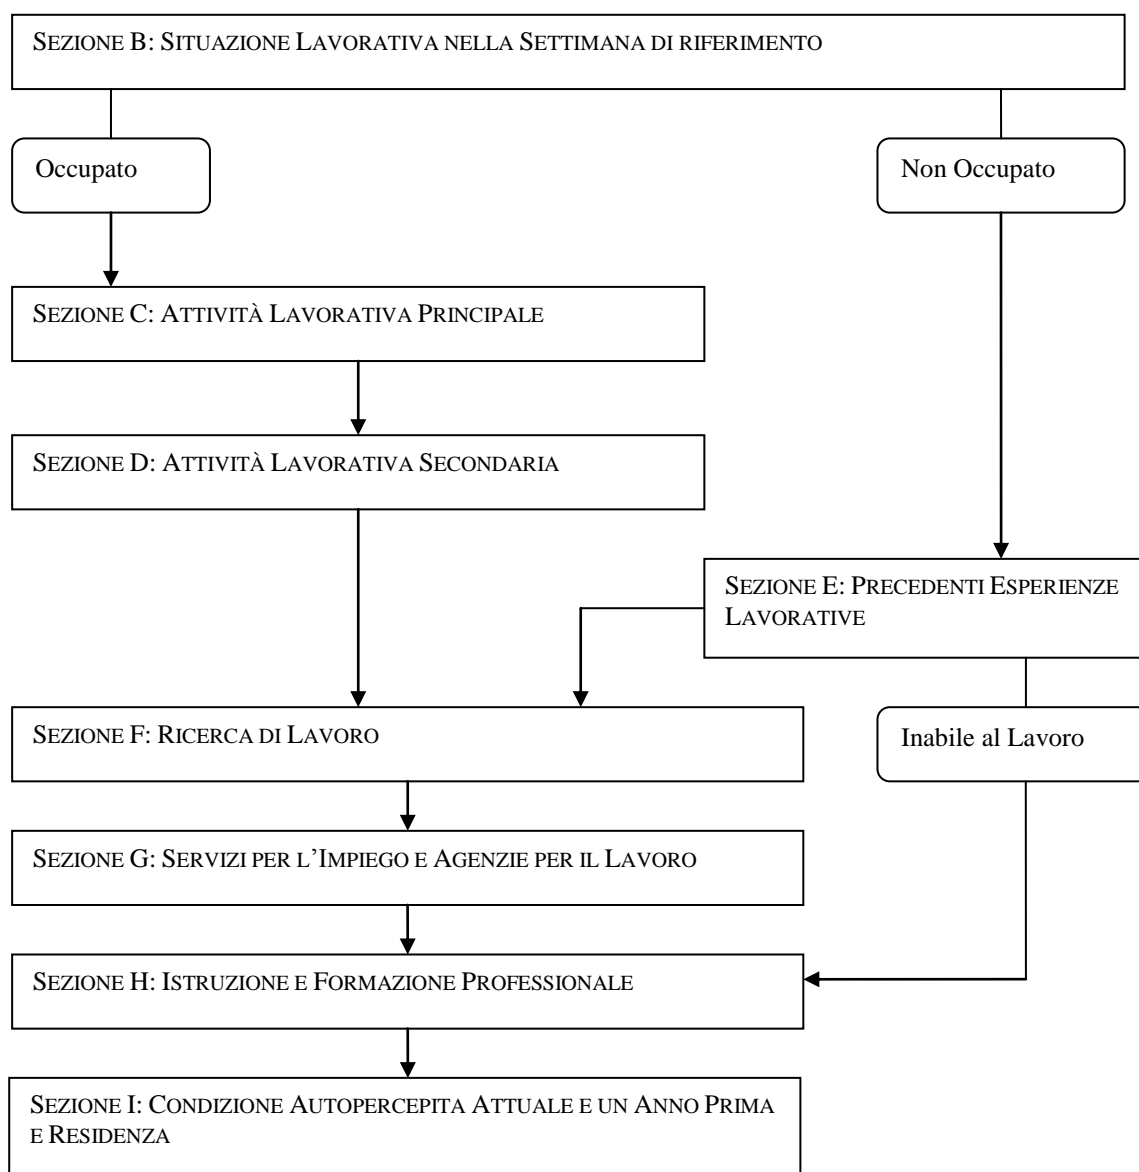 SEZIONE B: SITUAZIONE LAVORATIVA NELLA SETTIMANA DI RIFERIMENTO
Occupato
Non Occupato
SEZIONE C: ATTIVITÀ LAVORATIVA PRINCIPALE
SEZIONE D: ATTIVITÀ LAVORATIVA SECONDARIA
SEZIONE E: PRECEDENTI ESPERIENZE
LAVORATIVE
SEZIONE F: RICERCA DI LAVORO
Inabile al Lavoro
SEZIONE G: SERVIZI PER L’IMPIEGO E AGENZIE PER IL LAVORO
SEZIONE H: ISTRUZIONE E FORMAZIONE PROFESSIONALE
SEZIONE I: CONDIZIONE AUTOPERCEPITA ATTUALE E UN ANNO PRIMA
E RESIDENZA